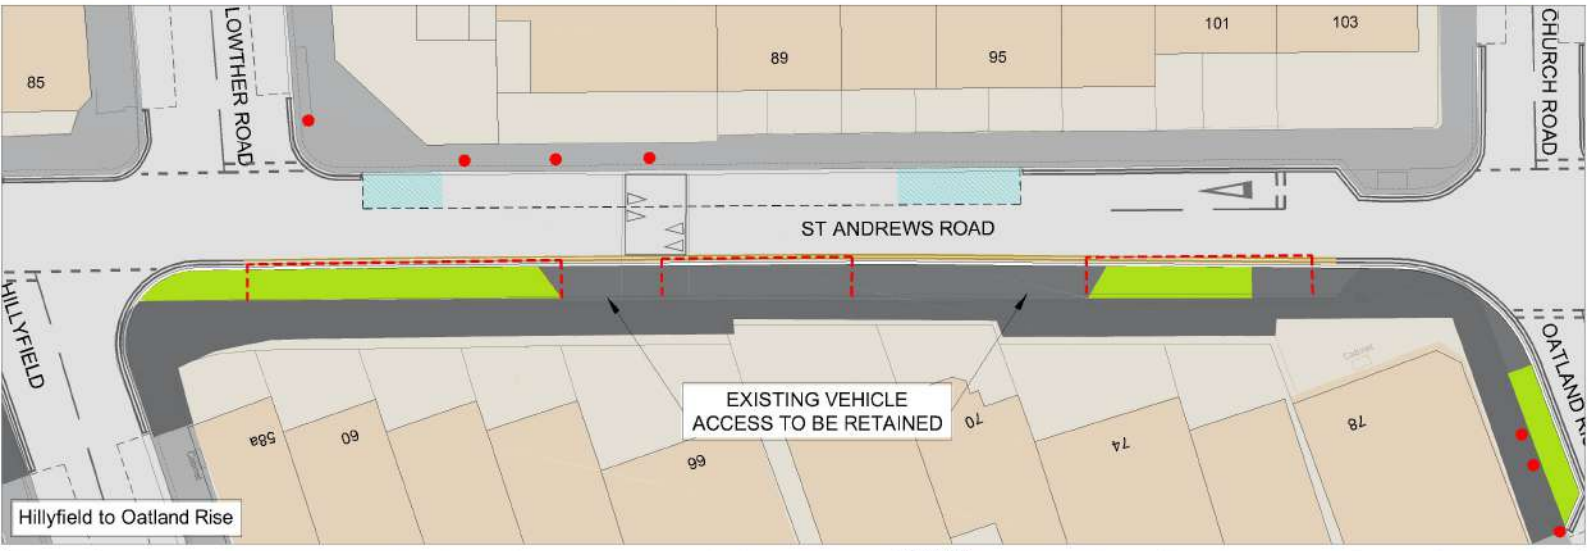 LOWTHER ROAD
CHURCH ROAD
85
89
95
101
103
ST ANDREWS ROAD
HILLYFIELD
OATLAND RI
EXISTING VEHICLE
ACCESS TO BE RETAINED
58a
60
66
70
74
78
Cabinet
Hillyfield to Oatland Rise